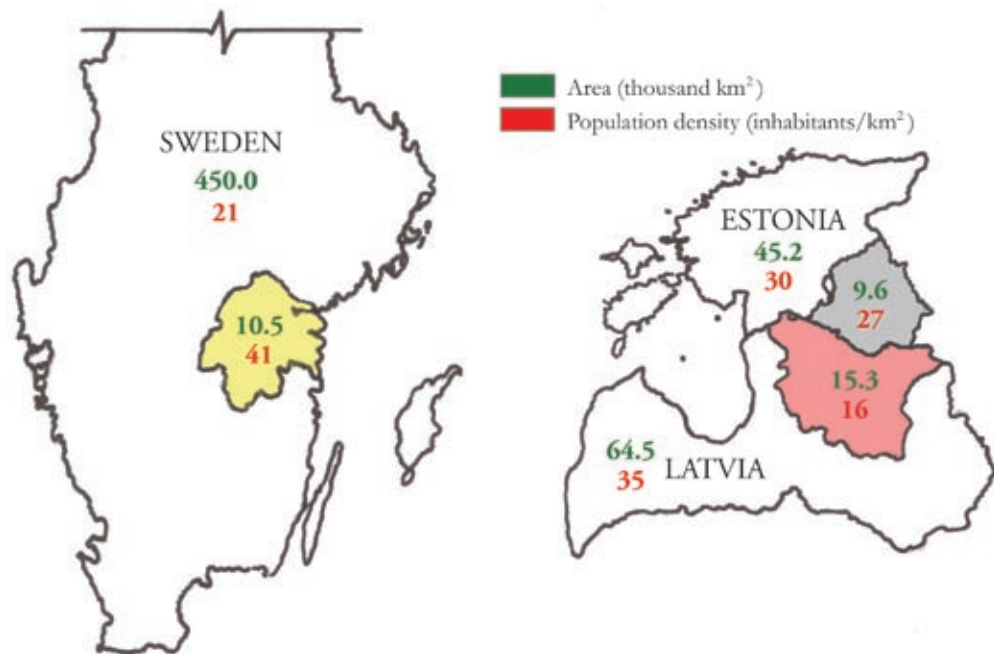 Area (thousand km²)
Population density (inhabitants/km²)
SWEDEN
450.0
21
10.5
41
ESTONIA
45.2
30
9.6
27
15.3
16
64.5
35
LATVIA